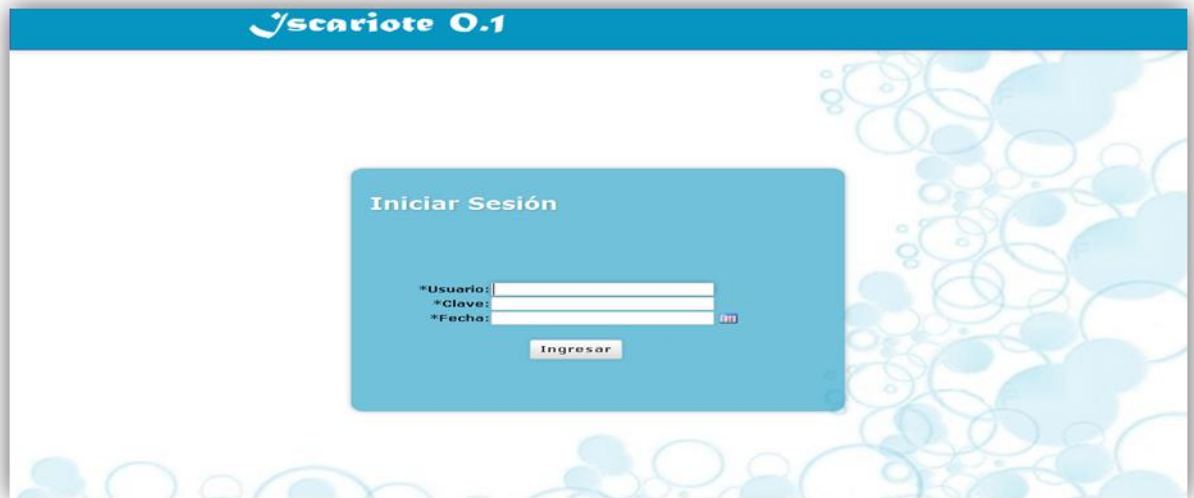 Iscariote 0.1
Iniciar Sesión
*Usuario:
*Clave:
*Fecha:
Ingresar